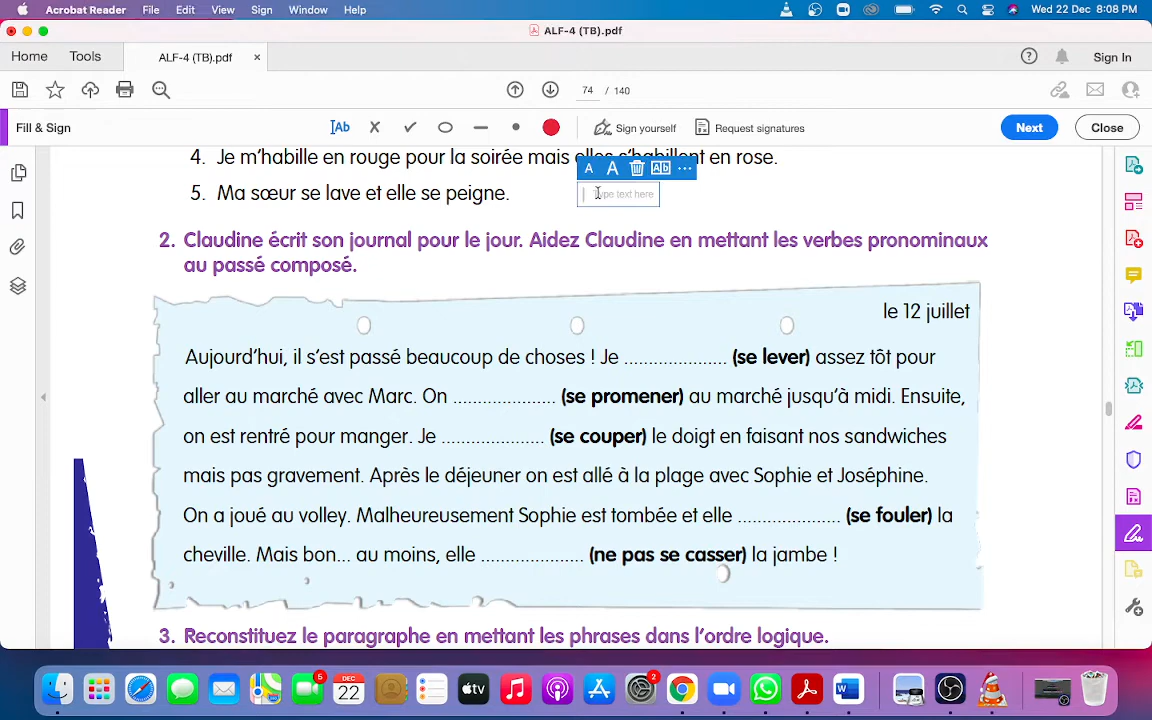 Acrobat Reader File Edit View Sign Window Help Wed 22 Dec 8:08 PM
ALF-4 (TB).pdf
Home Tools ALF-4 (TB).pdf × Sign In
74 / 140
Fill & Sign Ab Sign yourself Request signatures Next Close
4. Je m'habille en rouge pour la soirée mais elles s'habillent en rose.
A A Ab ...
5. Ma sœur se lave et elle se peigne. Type text here
2. Claudine écrit son journal pour le jour. Aidez Claudine en mettant les verbes pronominaux
au passé composé.
le 12 juillet
Aujourd'hui, il s'est passé beaucoup de choses ! Je ................... (se lever) assez tôt pour
aller au marché avec Marc. On ................... (se promener) au marché jusqu'à midi. Ensuite,
on est rentré pour manger. Je ................... (se couper) le doigt en faisant nos sandwiches
mais pas gravement. Après le déjeuner on est allé à la plage avec Sophie et Joséphine.
On a joué au volley. Malheureusement Sophie est tombée et elle ................... (se fouler) la
cheville. Mais bon... au moins, elle ................... (ne pas se casser) la jambe !
3. Reconstituez le paragraphe en mettant les phrases dans l'ordre logique.
5 DEC 22 tv 2